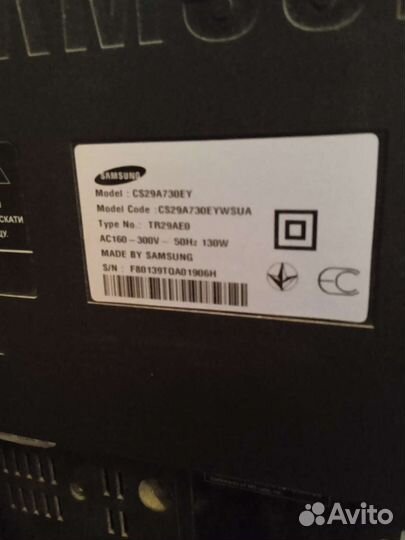 SAMSUNG
Model : CS29A730EY
Model Code : CS29A730EYWSUA
Type No. : TR29AE0
AC160-300V~ 50Hz 130W
MADE BY SAMSUNG
S/N : F80139TQA01906H
СКАТИ
Avito